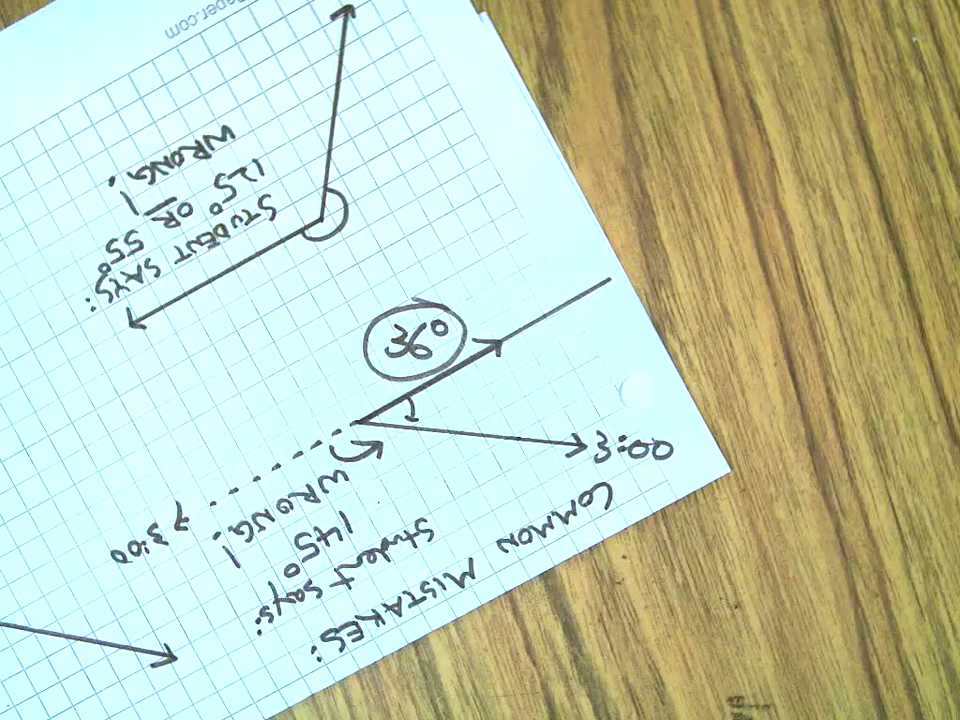 COMMON MISTAKES:
Student says:
145°
WRONG!
→ 3:00
3:00
36°
STUDENT SAYS:
125° OR 55°
WRONG!